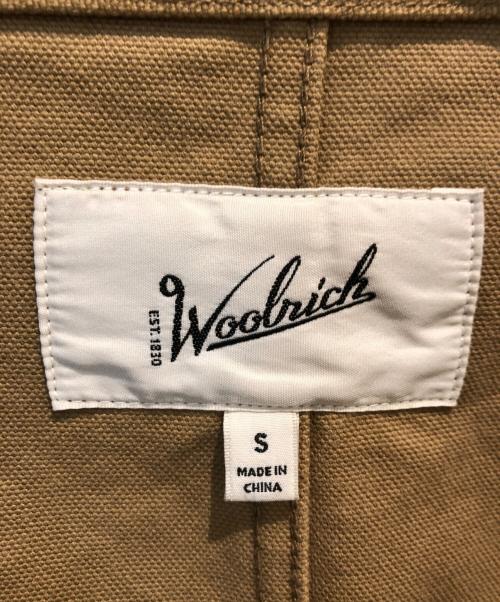 Woolrich
EST. 1830
S
MADE IN
CHINA